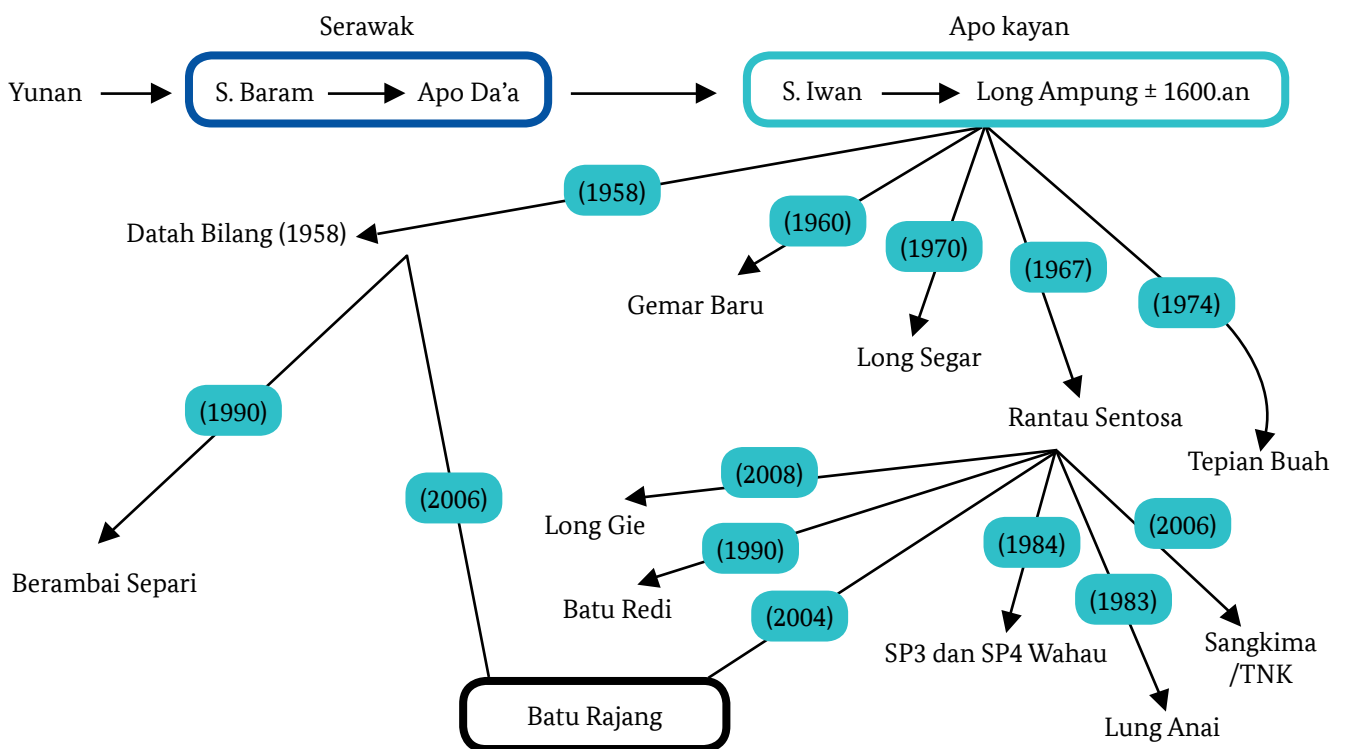 Serawak
Apo kayan
Yunan
S. Baram
Apo Da'a
S. Iwan
Long Ampung ± 1600.an
(1958)
(1960)
(1970)
(1967)
(1974)
Datah Bilang (1958)
Gemar Baru
Long Segar
Rantau Sentosa
Tepian Buah
(1990)
(2006)
(2008)
(1990)
(2004)
(1984)
(1983)
(2006)
Long Gie
Batu Redi
Berambai Separi
SP3 dan SP4 Wahau
Sangkima
/TNK
Lung Anai
Batu Rajang